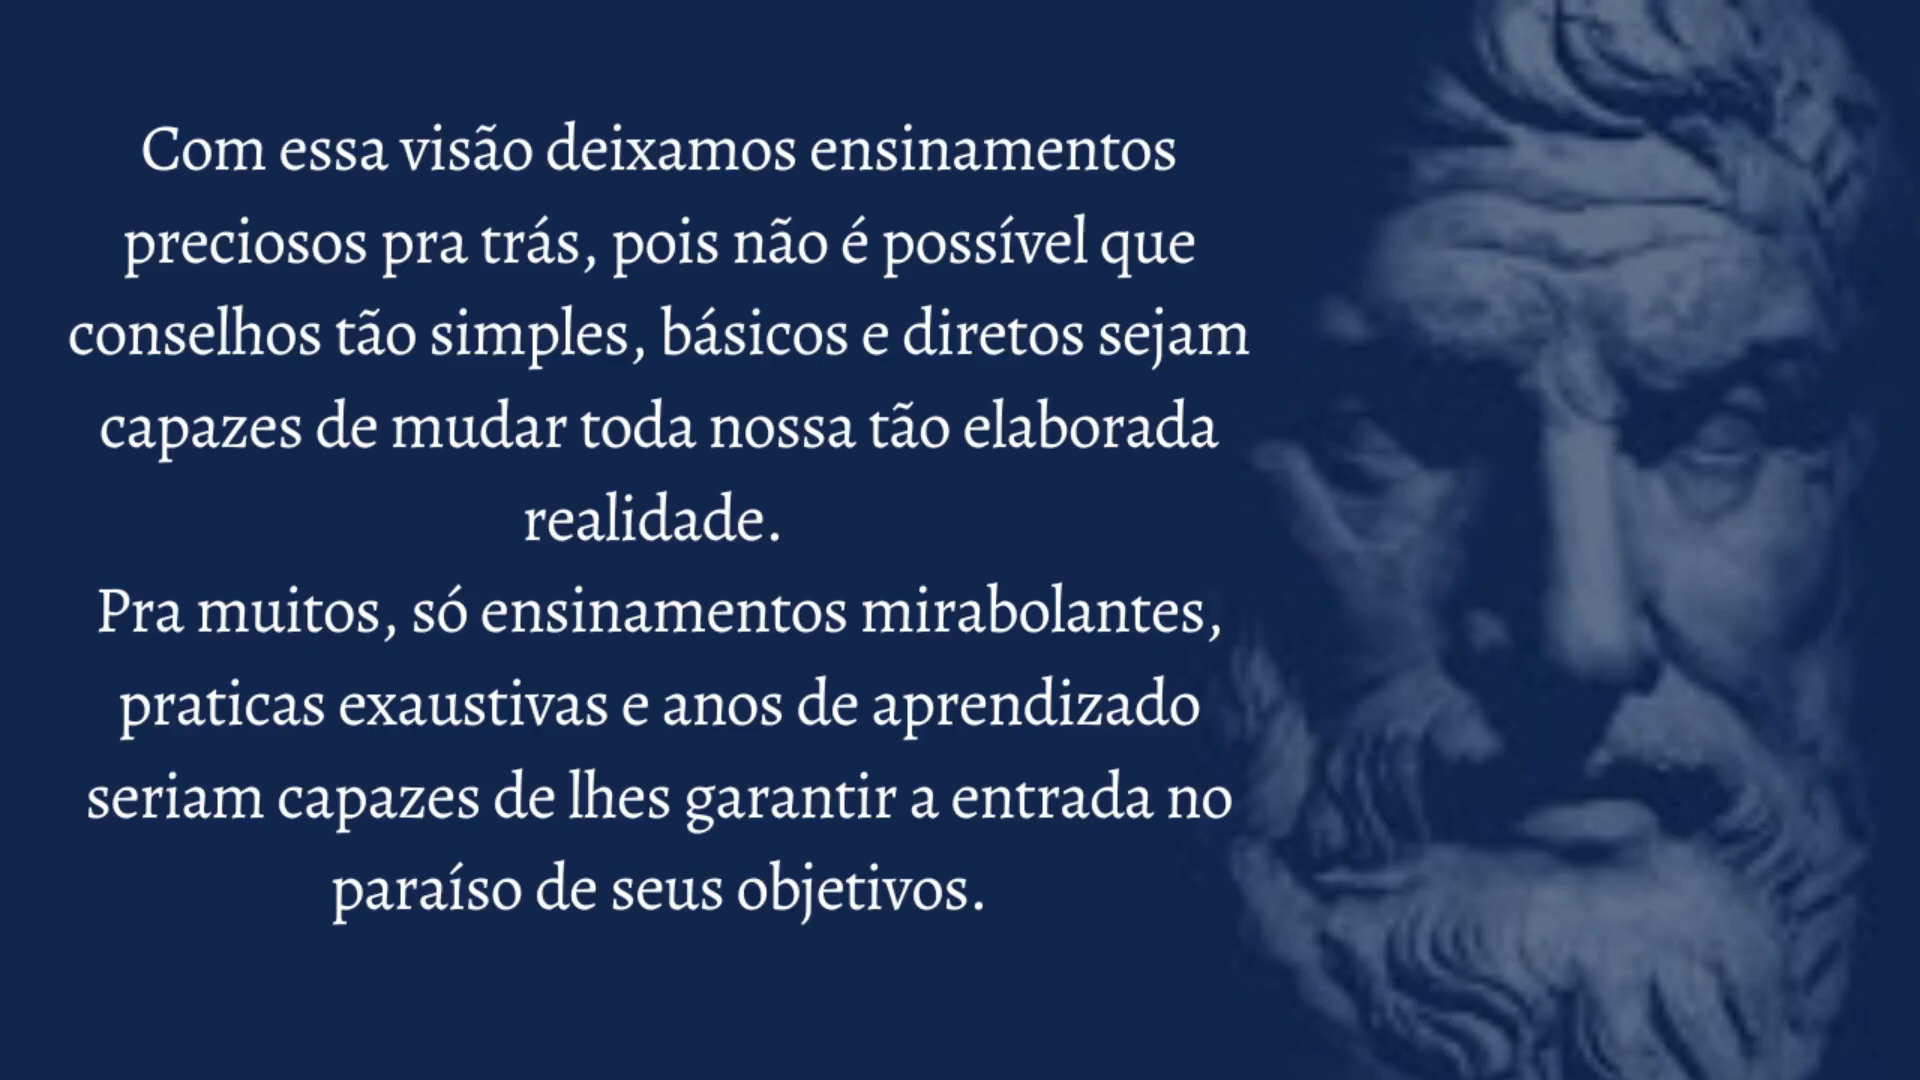 Com essa visão deixamos ensinamentos
preciosos pra trás, pois não é possível que
conselhos tão simples, básicos e diretos sejam
capazes de mudar toda nossa tão elaborada
realidade.
Pra muitos, só ensinamentos mirabolantes,
praticas exaustivas e anos de aprendizado
seriam capazes de lhes garantir a entrada no
paraíso de seus objetivos.